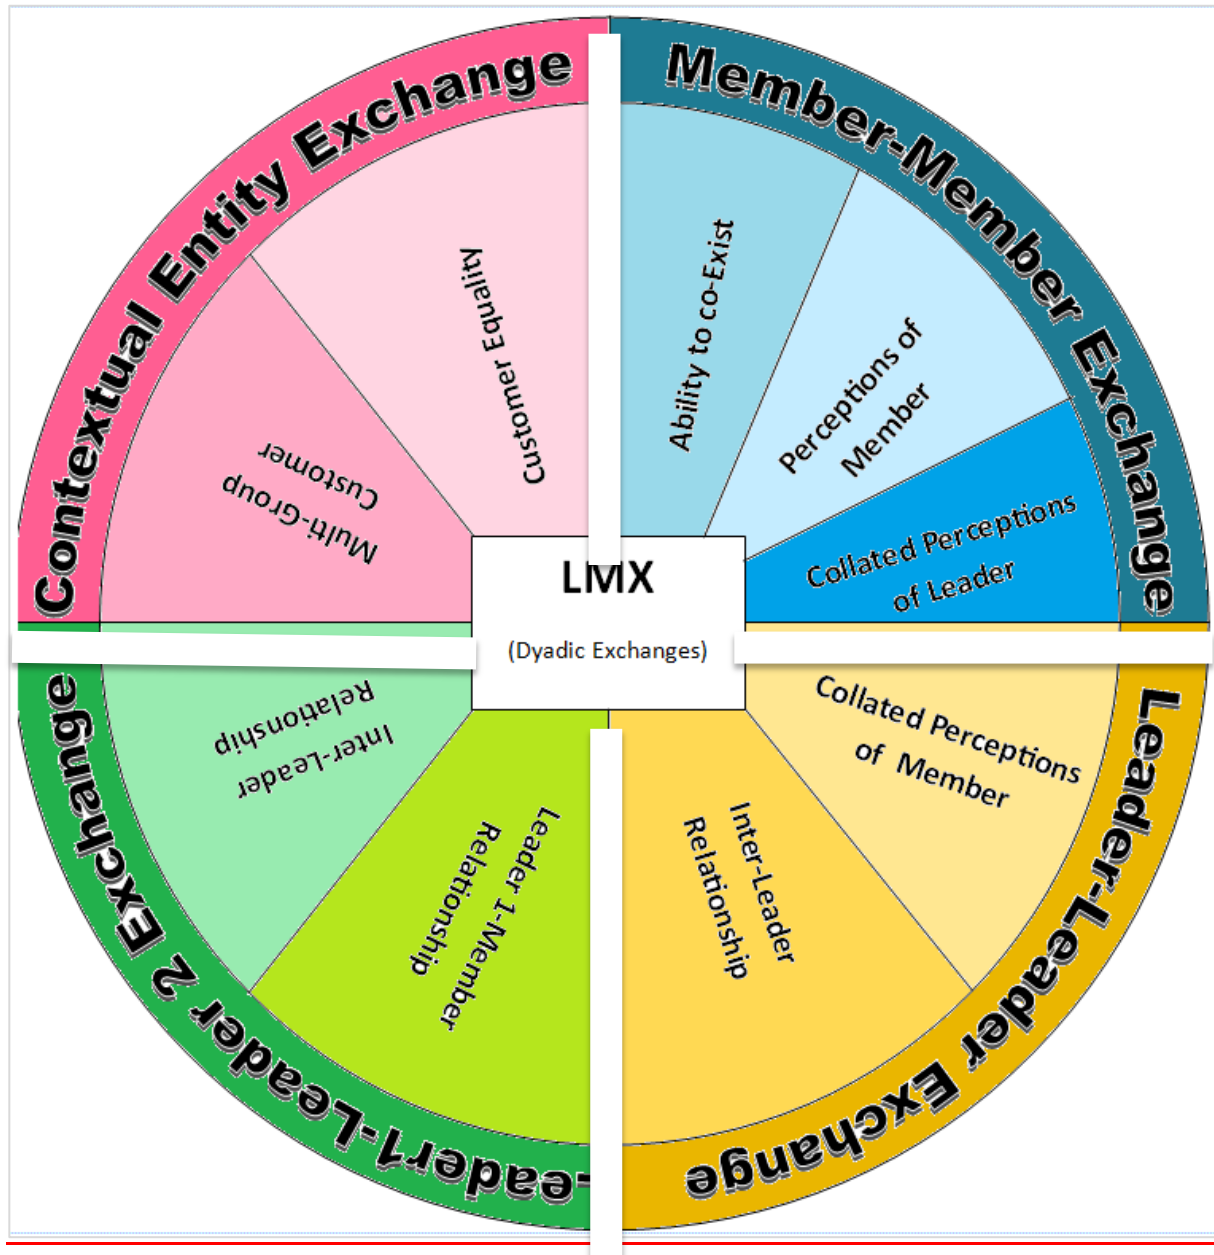 Contextual Entity Exchange
Member-Member Exchange
Customer Equality
Multi-Group
Customer
Ability to co-Exist
Perceptions of
Member
Collated Perceptions
of Leader
LMX
(Dyadic Exchanges)
Collated Perceptions
of Member
Inter-Leader
Relationship
Leader-Leader Exchange
Leader 1-Member
Relationship
Inter-Leader
Relationship
Leader1-Leader 2 Exchange